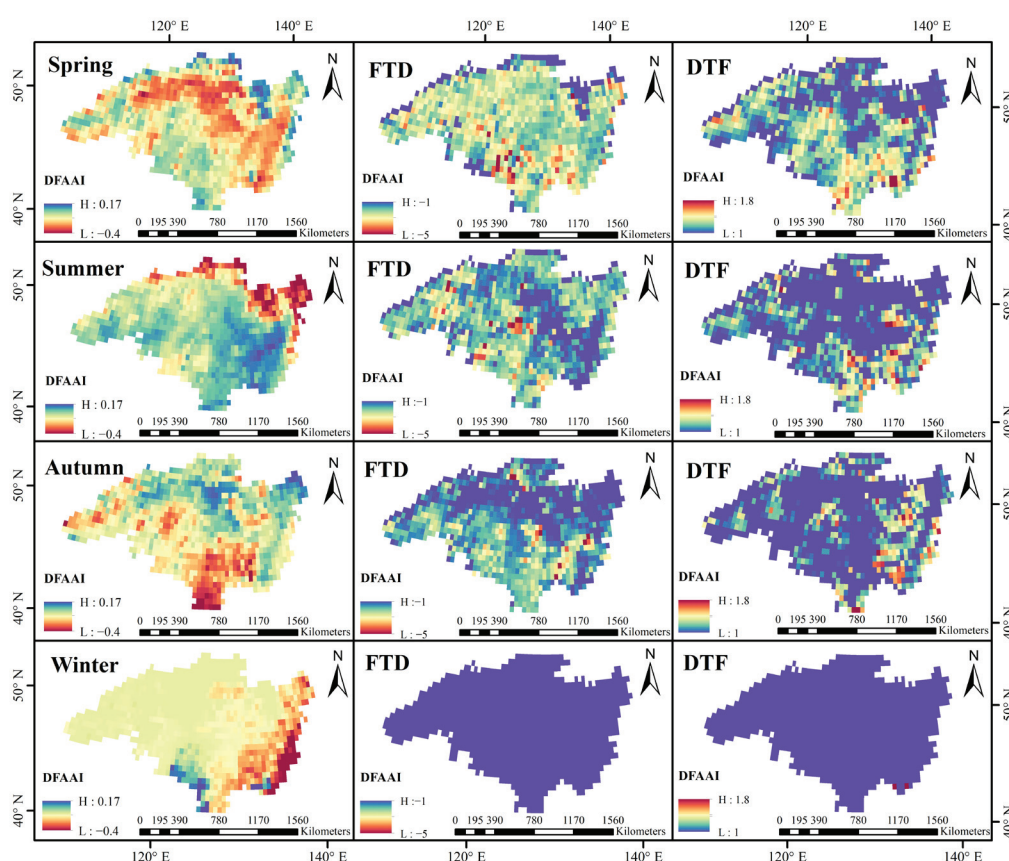 120° E 140° E 120° E 140° E 120° E 140° E
50° N
Spring
N
DFAAI
H : 0.17
L : −0.4
0 195 390 780 1170 1560
Kilometers
40° N
FTD
N
H : −1
L : −5
0 195 390 780 1170 1560
Kilometers
DTF
N
50° N
H : 1.8
L : 1
0 195 390 780 1170 1560
Kilometers
40° N
50° N
Summer
N
DFAAI
H : 0.17
L : −0.4
0 195 390 780 1170 1560
Kilometers
40° N
FTD
N
H : −1
L : −5
0 195 390 780 1170 1560
Kilometers
DTF
N
50° N
H : 1.8
L : 1
0 195 390 780 1170 1560
Kilometers
40° N
50° N
Autumn
N
DFAAI
H : 0.17
L : −0.4
0 195 390 780 1170 1560
Kilometers
40° N
FTD
N
H :−1
L : −5
0 195 390 780 1170 1560
Kilometers
DTF
N
50° N
H : 1.8
L : 1
0 195 390 780 1170 1560
Kilometers
40° N
50° N
Winter
N
DFAAI
H : 0.17
L : −0.4
0 195 390 780 1170 1560
Kilometers
40° N
FTD
N
H :−1
L : −5
0 195 390 780 1170 1560
Kilometers
DTF
N
50° N
H : 1.8
L : 1
0 195 390 780 1170 1560
Kilometers
40° N
120° E 140° E 120° E 140° E 120° E 140° E